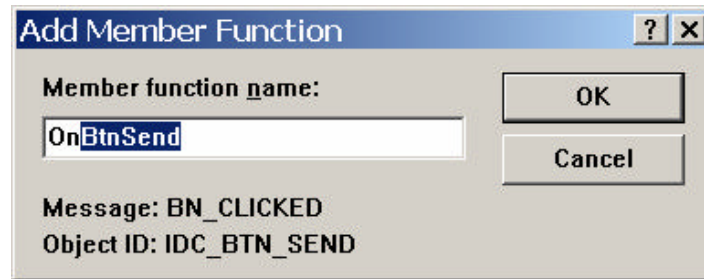 Add Member Function
? X
Member function name:
OK
OnBtnSend
Cancel
Message: BN_CLICKED
Object ID: IDC_BTN_SEND